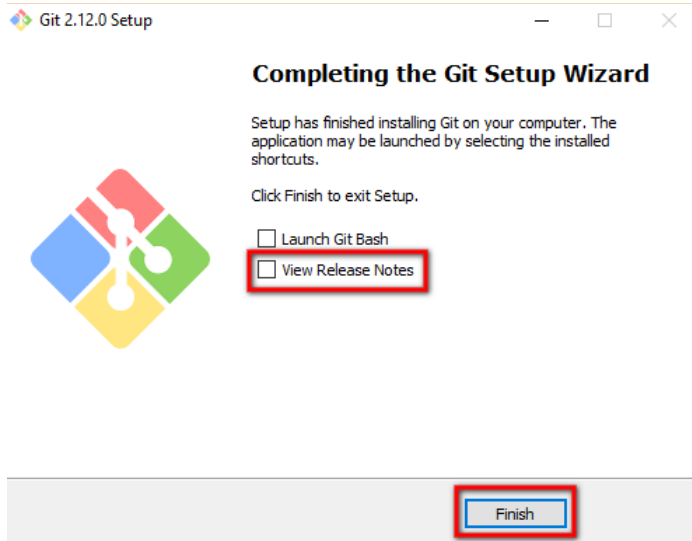 Git 2.12.0 Setup
Completing the Git Setup Wizard
Setup has finished installing Git on your computer. The
application may be launched by selecting the installed
shortcuts.
Click Finish to exit Setup.
Launch Git Bash
View Release Notes
Finish